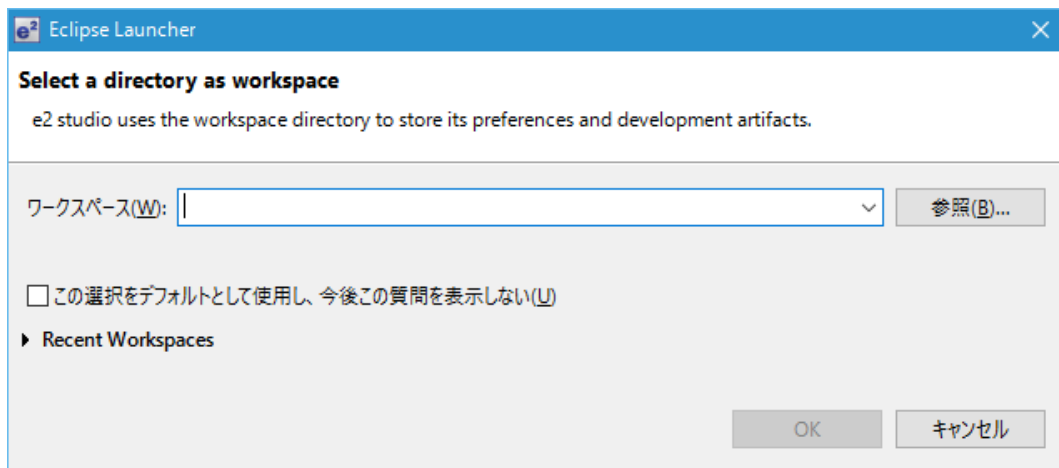 e² Eclipse Launcher
Select a directory as workspace
e2 studio uses the workspace directory to store its preferences and development artifacts.
ワークスペース(W): 参照(B)...
この選択をデフォルトとして使用し、今後この質問を表示しない(U)
Recent Workspaces
OK キャンセル